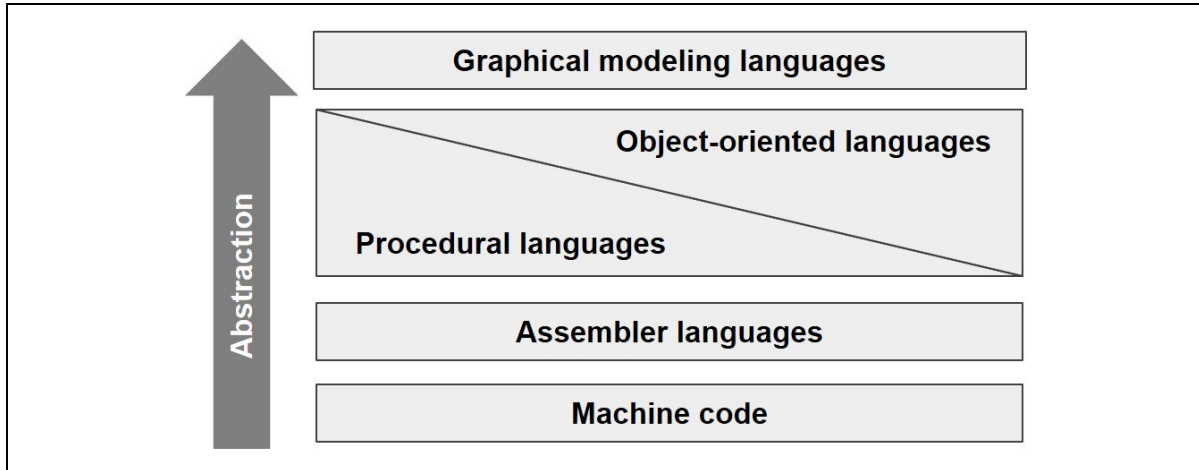 Graphical modeling languages
Object-oriented languages
Procedural languages
Assembler languages
Machine code
Abstraction